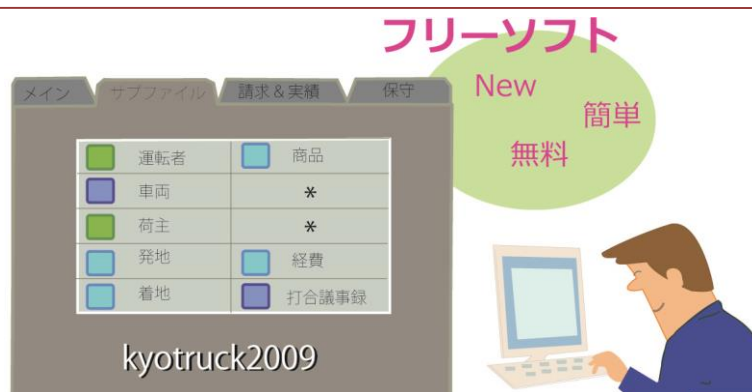 フリーソフト
New
簡単
無料
メイン サブファイル 請求&実績 保守
運転者 商品
車両 *
荷主 *
発地 経費
着地 打合議事録
kyotruck2009